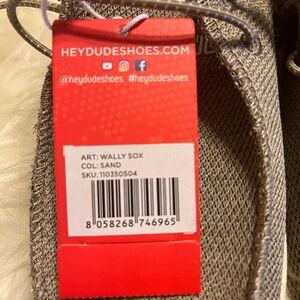 HEYDUDESHOES.COM
@heydudeshoes #heydudeshoes
ART: WALLY SOX
COL: SAND
SKU: 110350504
8 058268 746965